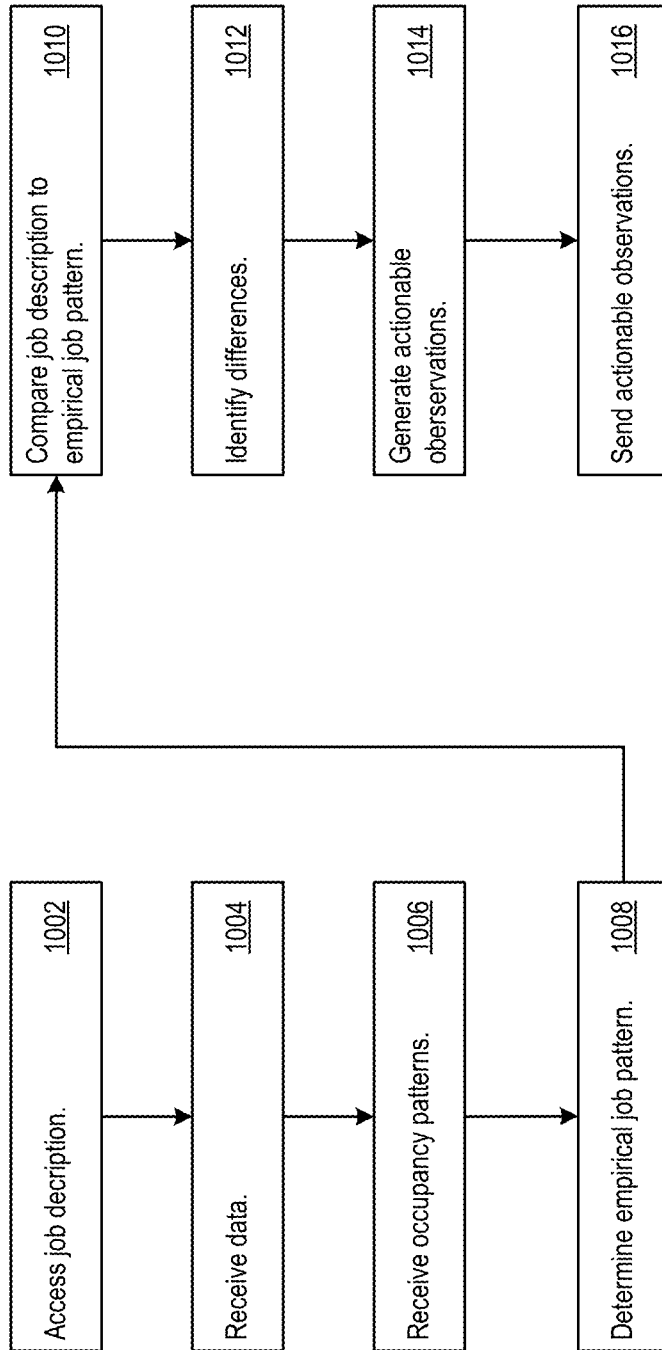 Access job decription. 1002
Receive data. 1004
Receive occupancy patterns. 1006
Determine empirical job pattern. 1008
Compare job description to 1010
empirical job pattern.
Identify differences. 1012
Generate actionable 1014
oberservations.
Send actionable observations. 1016